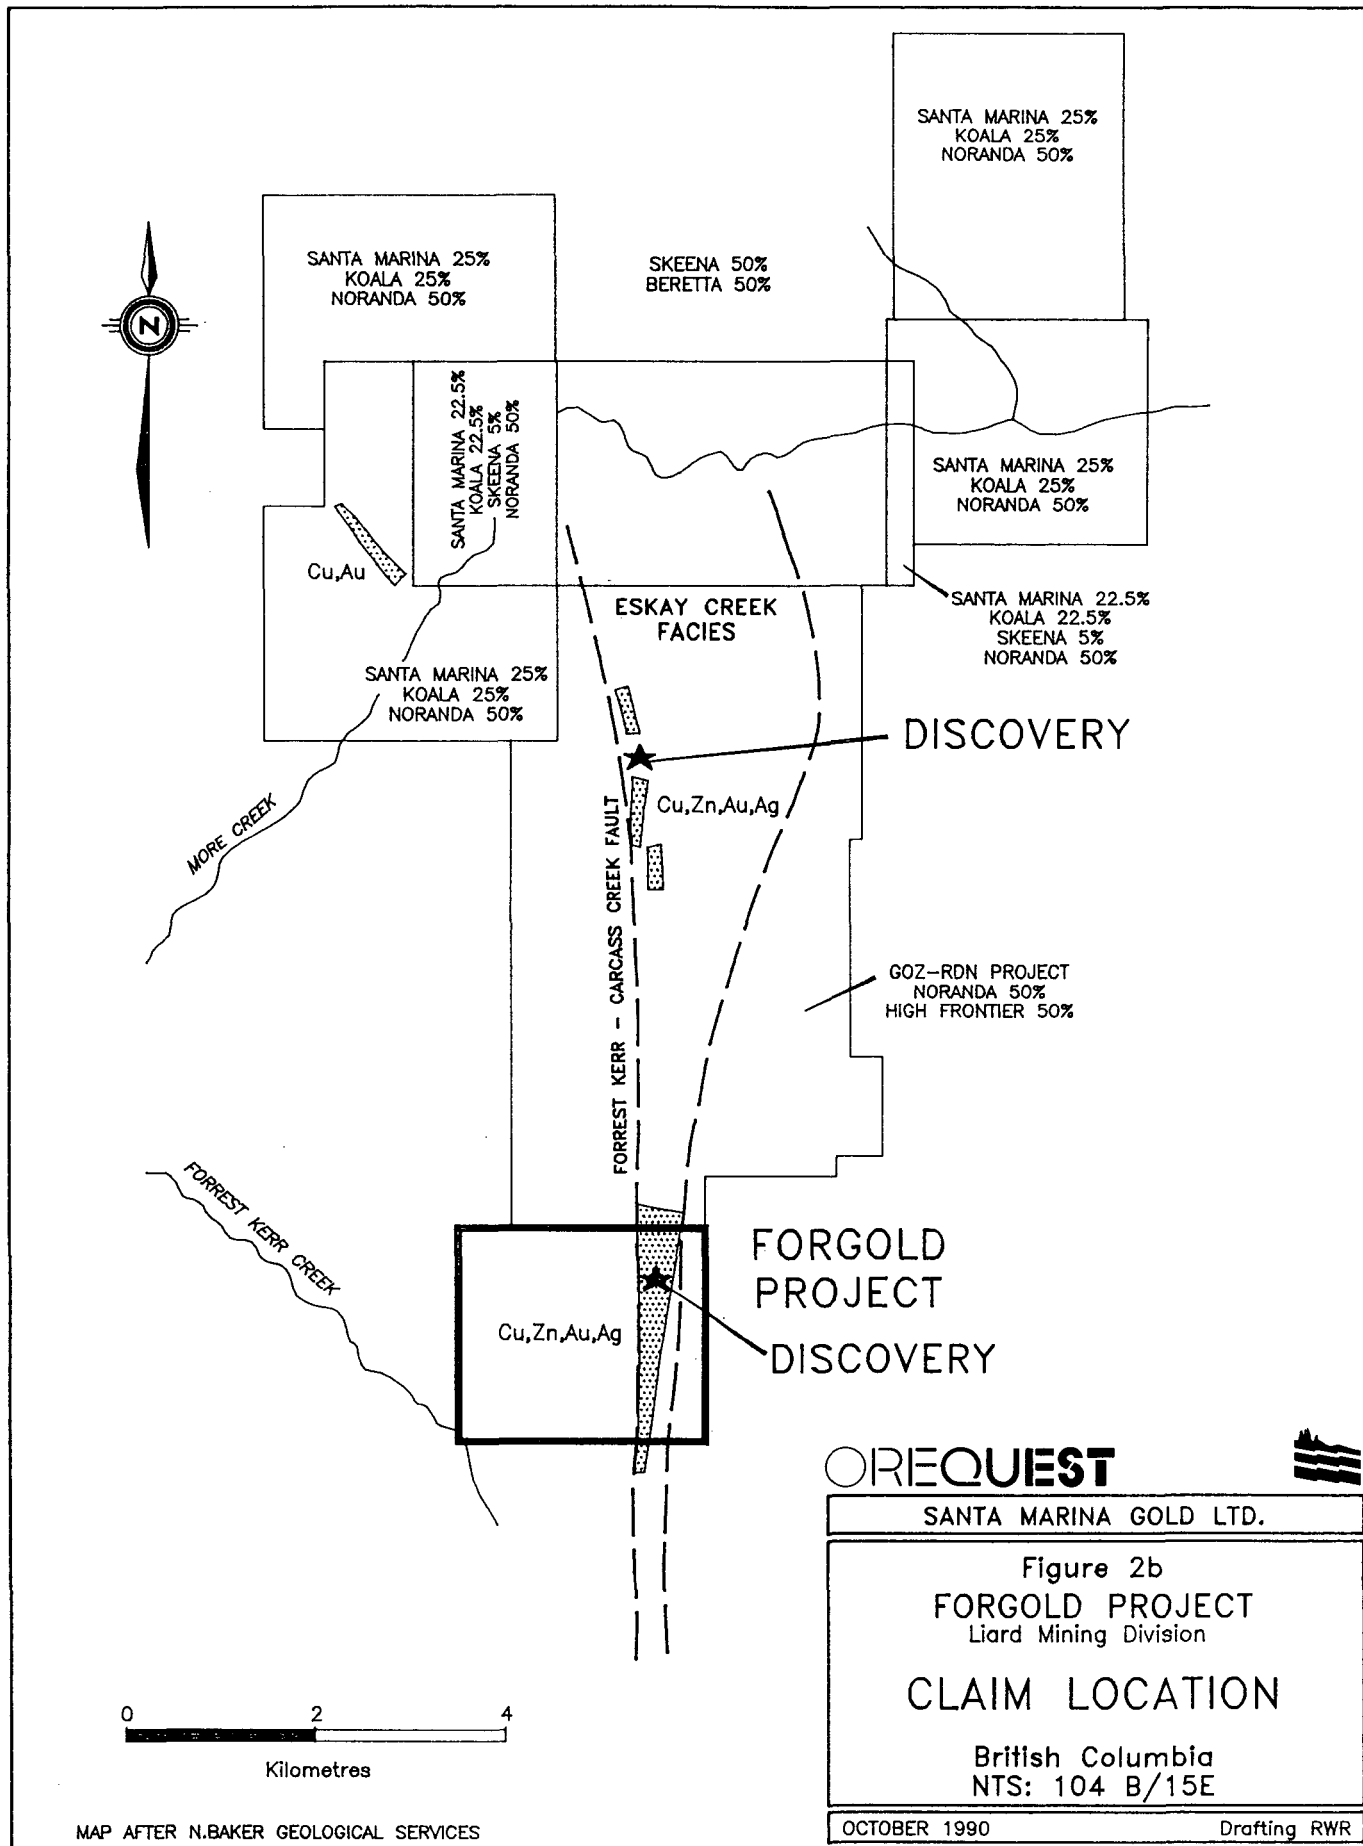 SANTA MARINA 25%
KOALA 25%
NORANDA 50%
SANTA MARINA 25%
KOALA 25%
NORANDA 50%
SKEENA 50%
BERETTA 50%
N
SANTA MARINA 22.5%
KOALA 22.5%
SKEENA 5%
NORANDA 50%
SANTA MARINA 25%
KOALA 25%
NORANDA 50%
Cu,Au
ESKAY CREEK
FACIES
SANTA MARINA 22.5%
KOALA 22.5%
SKEENA 5%
NORANDA 50%
SANTA MARINA 25%
KOALA 25%
NORANDA 50%
DISCOVERY
Cu,Zn,Au,Ag
MORE CREEK
FORREST KERR - CARCASS CREEK FAULT
GOZ-RDN PROJECT
NORANDA 50%
HIGH FRONTIER 50%
FORREST KERR CREEK
FORGOLD
PROJECT
Cu,Zn,Au,Ag
DISCOVERY
OREQUEST
SANTA MARINA GOLD LTD.
Figure 2b
FORGOLD PROJECT
Liard Mining Division
CLAIM LOCATION
British Columbia
NTS: 104 B/15E
OCTOBER 1990
Drafting RWR
0 2 4
Kilometres
MAP AFTER N.BAKER GEOLOGICAL SERVICES